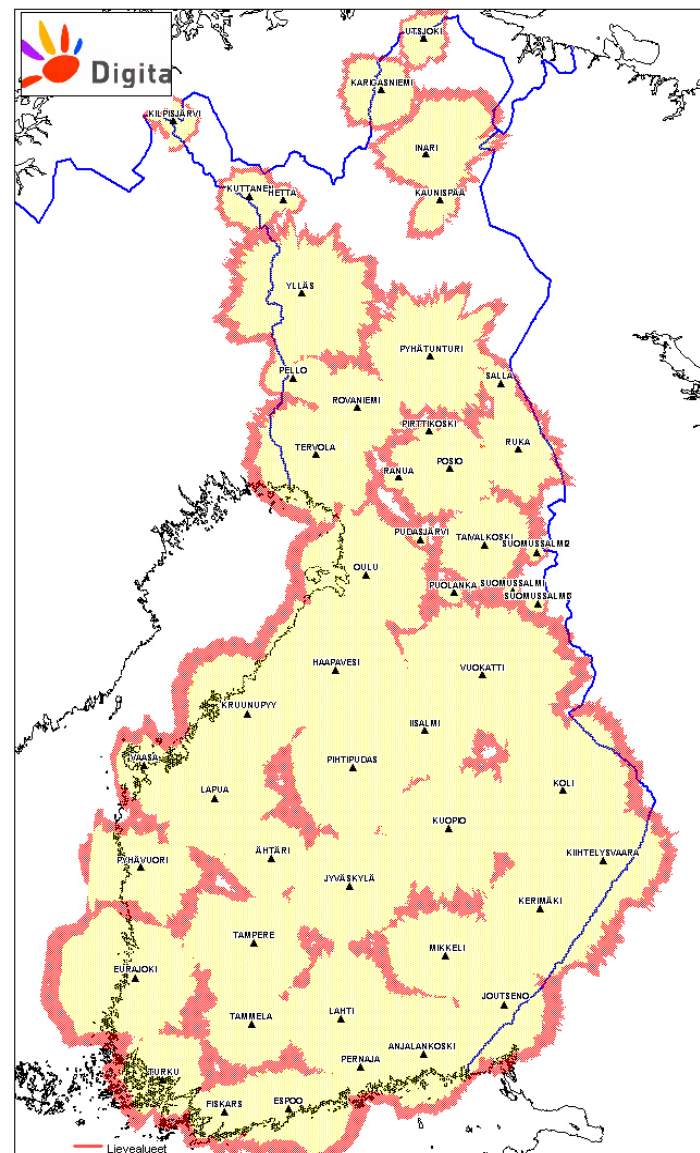 Digita
UTSJOKI
KARIGASNIEMI
KILPISJÄRVI
INARI
KUTTANEN
HETTA
KAUNISPÄÄ
YLLÄS
PYHÄTUNTURI
PELLO
SALLA
ROVANIEMI
PIRTTIKOSKI
RUKA
TERVOLA
POSIO
RANUA
PUDASJÄRVI
TAIVALKOSKI
SUOMUSSALMI2
OULU
PUOLANKA
SUOMUSSALMI
SUOMUSSALMI3
HAAPAVESI
VUOKATTI
KRUUNUPYY
IISALMI
VAASA
PIHTIPUDAS
LAPUA
KOLI
KUOPIO
PYHÄVUORI
ÄHTÄRI
KIIHTELYSVAARA
JYVÄSKYLÄ
KERIMÄKI
TAMPERE
MIKKELI
EURAJOKI
JOUTSENO
TAMMELA
LAHTI
ANJALANKOSKI
PERNAJA
TURKU
FISKARS
ESPOO
Lievealueet